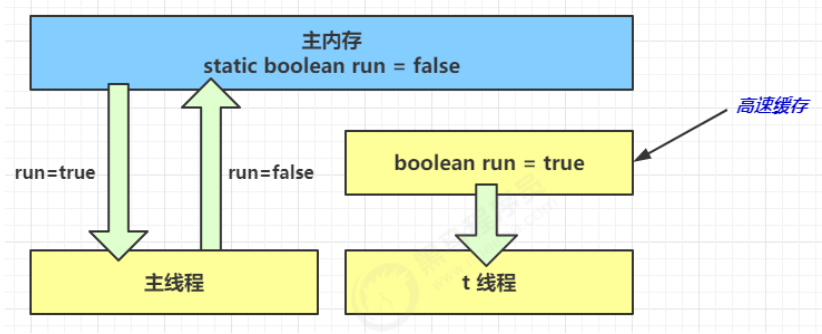 主内存
static boolean run = false
高速缓存
run=true
run=false
boolean run = true
主线程
t 线程